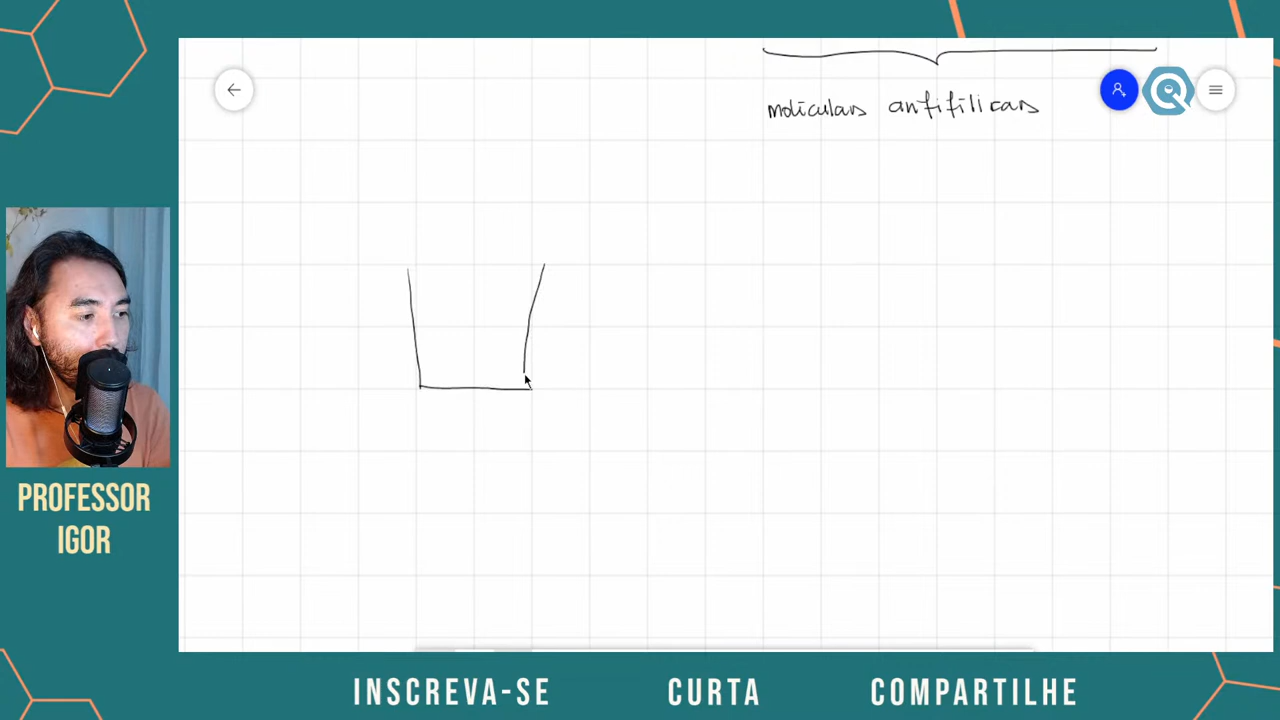 moléculas anfifílicas
PROFESSOR
IGOR
INSCREVA-SE CURTA COMPARTILHE